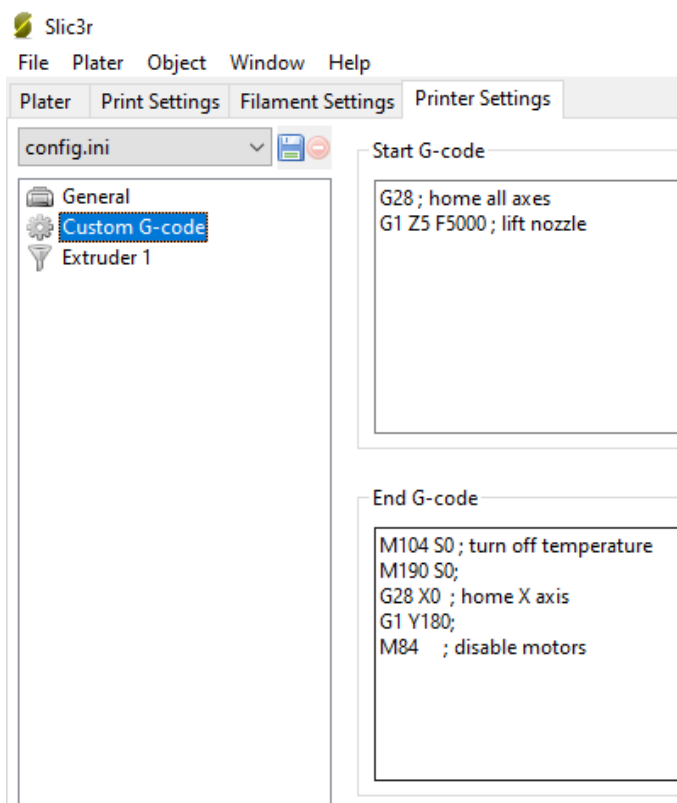 Slic3r
File Plater Object Window Help
Plater Print Settings Filament Settings Printer Settings
config.ini
General
Custom G-code
Extruder 1
Start G-code
G28 ; home all axes
G1 Z5 F5000 ; lift nozzle
End G-code
M104 S0 ; turn off temperature
M190 S0;
G28 X0  ; home X axis
G1 Y180;
M84    ; disable motors